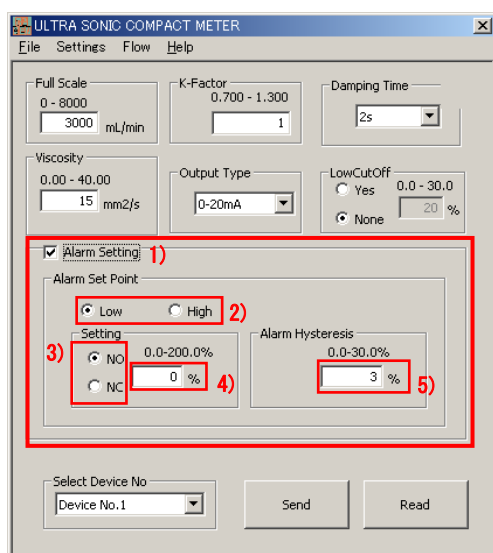 ULTRA SONIC COMPACT METER
File Settings Flow Help
Full Scale
0 - 8000
3000 mL/min
K-Factor
0.700 - 1.300
1
Damping Time
2s
Viscosity
0.00 - 40.00
15 mm2/s
Output Type
0-20mA
LowCutOff
Yes 0.0 - 30.0
None 20 %
Alarm Setting 1)
Alarm Set Point
Low High 2)
Setting
3) NO 0.0-200.0%
NC 0 % 4)
Alarm Hysteresis
0.0-30.0%
3 % 5)
Select Device No
Device No.1
Send
Read